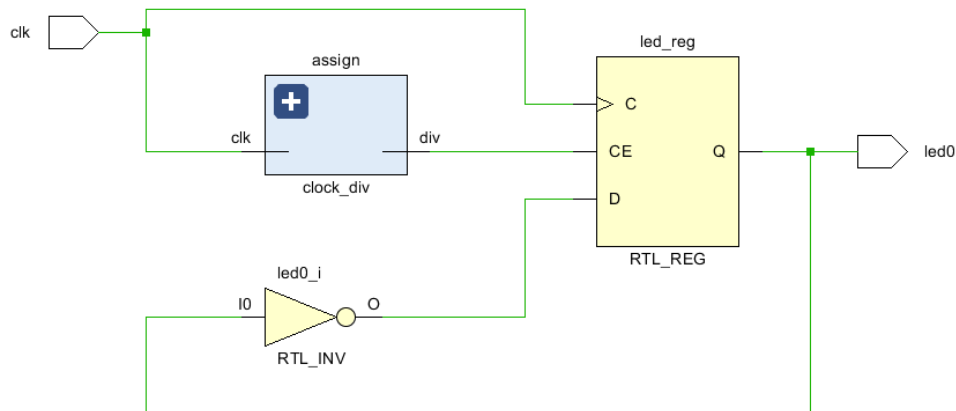 clk
assign
clk
div
clock_div
led_reg
C
CE
Q
D
RTL_REG
led0
led0_i
I0
O
RTL_INV